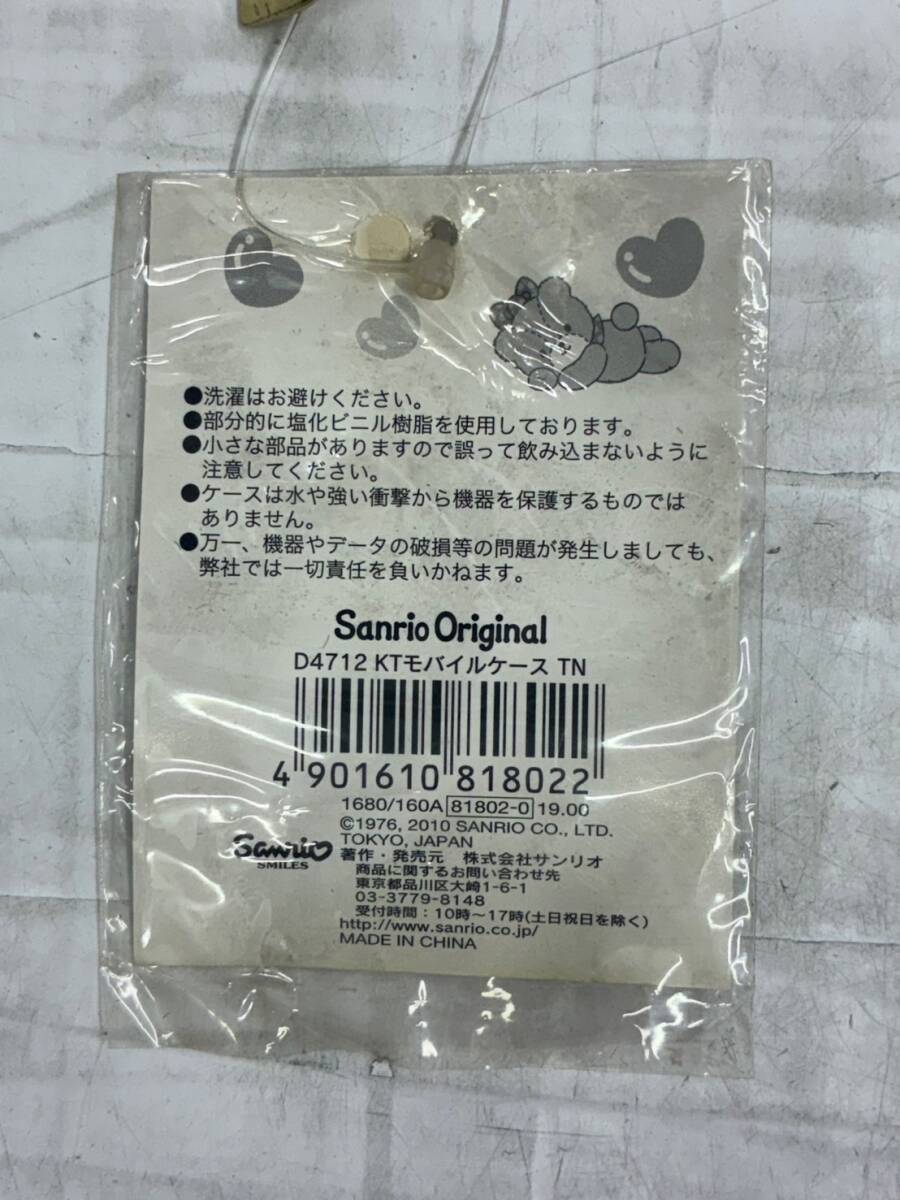 ●洗濯はお避けください。
●部分的に塩化ビニル樹脂を使用しております。
●小さな部品がありますので誤って飲み込まないように
注意してください。
●ケースは水や強い衝撃から機器を保護するものでは
ありません。
●万一、機器やデータの破損等の問題が発生しましても、
弊社では一切責任を負いかねます。
Sanrio Original
D4712 KTモバイルケース TN
4 901610 818022
1680/160A 81802-0 19.00
©1976, 2010 SANRIO CO., LTD.
TOKYO, JAPAN
Sanrio
SMILES
著作・発売元 株式会社サンリオ
商品に関するお問い合わせ先
東京都品川区大崎1-6-1
03-3779-8148
受付時間:10時～17時(土日祝日を除く)
http://www.sanrio.co.jp/
MADE IN CHINA